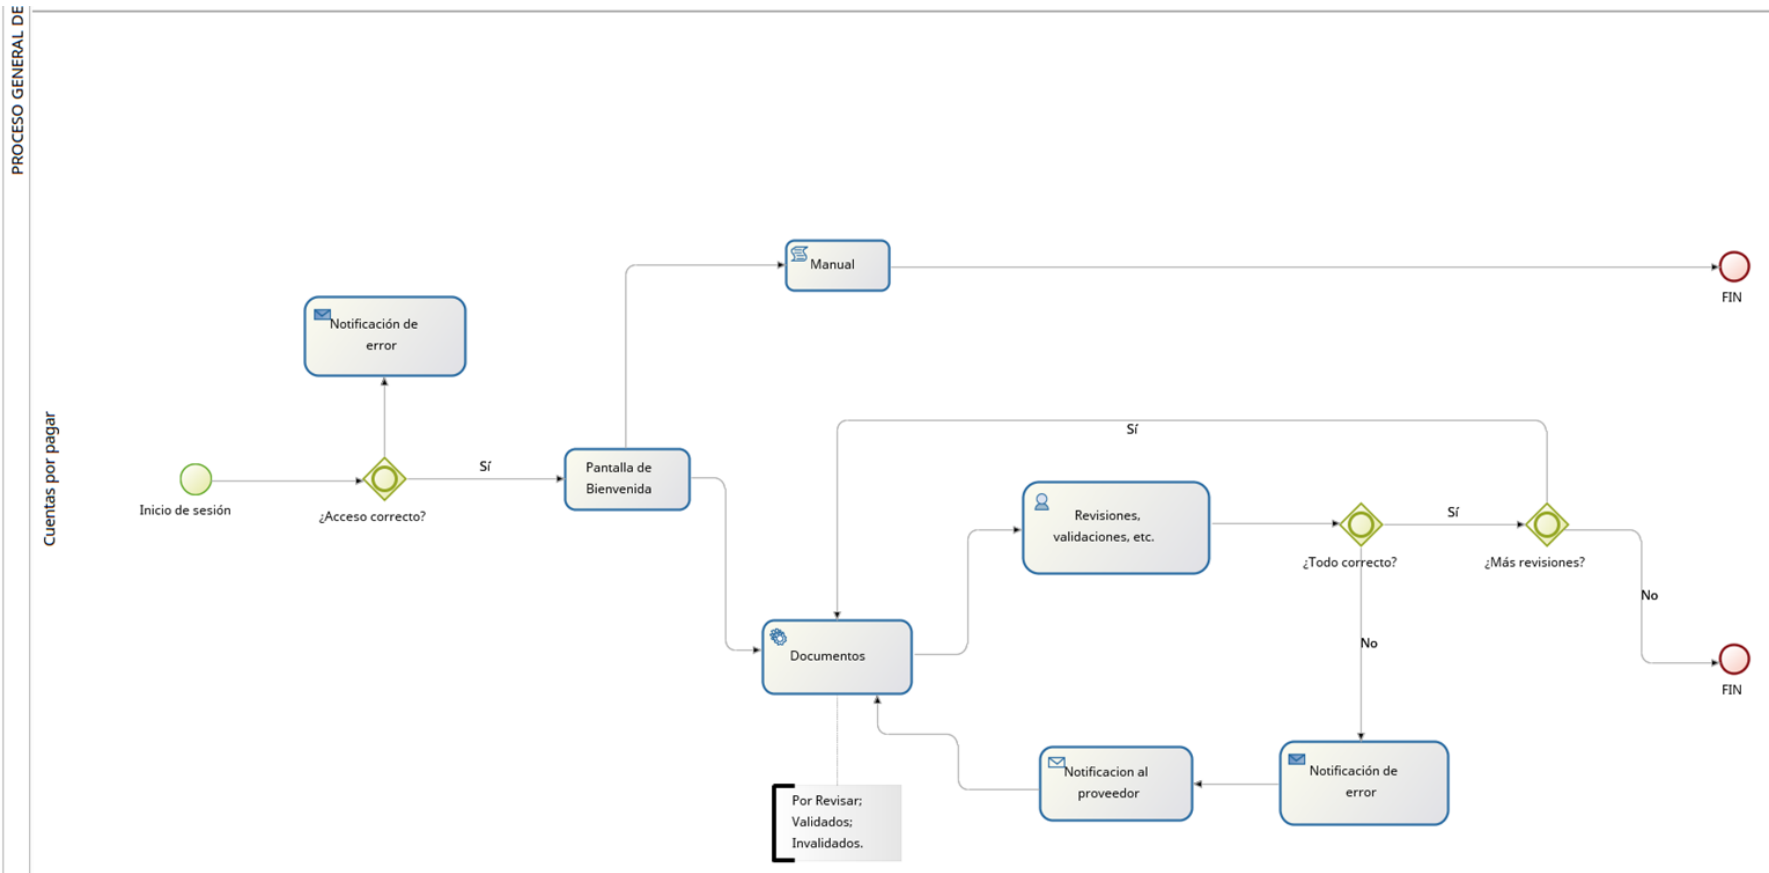 PROCESO GENERAL DE
Cuentas por pagar
Manual
FIN
Notificación de
error
Sí
Inicio de sesión
¿Acceso correcto?
Sí
Pantalla de
Bienvenida
Revisiones,
validaciones, etc.
Sí
¿Todo correcto?
¿Más revisiones?
No
No
Documentos
FIN
Notificacion al
proveedor
Notificación de
error
Por Revisar;
Validados;
Invalidados.